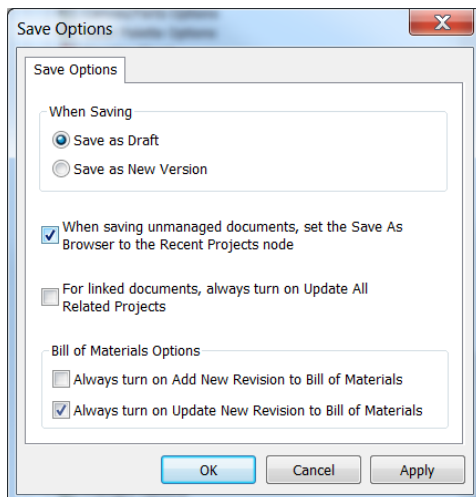 Save Options
Save Options
When Saving
Save as Draft
Save as New Version
When saving unmanaged documents, set the Save As
Browser to the Recent Projects node
For linked documents, always turn on Update All
Related Projects
Bill of Materials Options
Always turn on Add New Revision to Bill of Materials
Always turn on Update New Revision to Bill of Materials
OK Cancel Apply